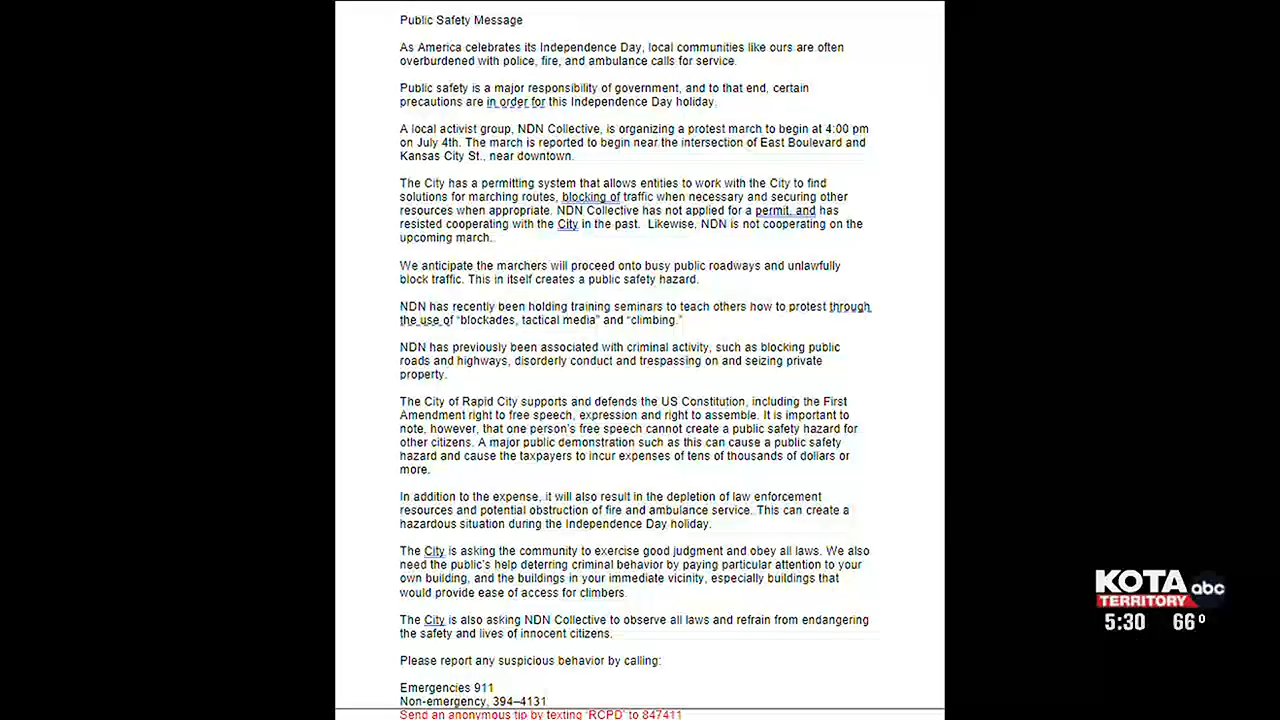 Public Safety Message
As America celebrates its Independence Day, local communities like ours are often
overburdened with police, fire, and ambulance calls for service.
Public safety is a major responsibility of government, and to that end, certain
precautions are in order for this Independence Day holiday.
A local activist group, NDN Collective, is organizing a protest march to begin at 4:00 pm
on July 4th. The march is reported to begin near the intersection of East Boulevard and
Kansas City St., near downtown.
The City has a permitting system that allows entities to work with the City to find
solutions for marching routes, blocking of traffic when necessary and securing other
resources when appropriate. NDN Collective has not applied for a permit, and has
resisted cooperating with the City in the past. Likewise, NDN is not cooperating on the
upcoming march.
We anticipate the marchers will proceed onto busy public roadways and unlawfully
block traffic. This in itself creates a public safety hazard.
NDN has recently been holding training seminars to teach others how to protest through
the use of “blockades, tactical media” and “climbing.”
NDN has previously been associated with criminal activity, such as blocking public
roads and highways, disorderly conduct and trespassing on and seizing private
property.
The City of Rapid City supports and defends the US Constitution, including the First
Amendment right to free speech, expression and right to assemble. It is important to
note, however, that one person's free speech cannot create a public safety hazard for
other citizens. A major public demonstration such as this can cause a public safety
hazard and cause the taxpayers to incur expenses of tens of thousands of dollars or
more.
In addition to the expense, it will also result in the depletion of law enforcement
resources and potential obstruction of fire and ambulance service. This can create a
hazardous situation during the Independence Day holiday.
The City is asking the community to exercise good judgment and obey all laws. We also
need the public's help deterring criminal behavior by paying particular attention to your
own building, and the buildings in your immediate vicinity, especially buildings that
would provide ease of access for climbers.
The City is also asking NDN Collective to observe all laws and refrain from endangering
the safety and lives of innocent citizens.
Please report any suspicious behavior by calling:
Emergencies 911
Non-emergency, 394–4131
Send an anonymous tip by texting 'RCPD' to 847411
KOTA
TERRITORY
abc
5:30 66°